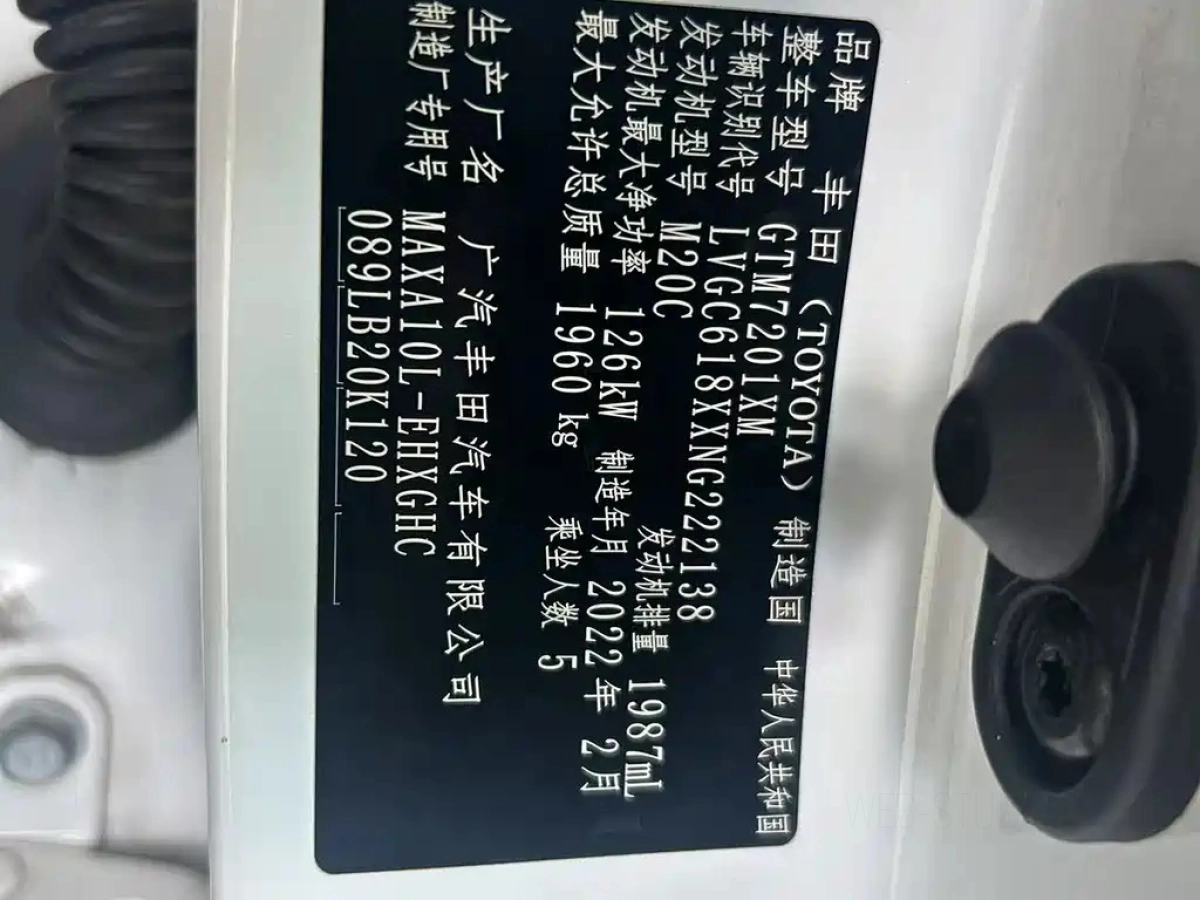 品牌 丰田（TOYOTA） 制造国 中华人民共和国
整车型号 GTM7201XM
车辆识别代号 LVGC618XXNG222138
发动机型号 M20C 发动机排量 1987mL
发动机最大净功率 126kW 制造年月 2022年 2月
最大允许总质量 1960 kg 乘坐人数 5
生产厂名 广汽丰田汽车有限公司
制造厂专用号 MAXA10L-EHXGHC
089LB20K120